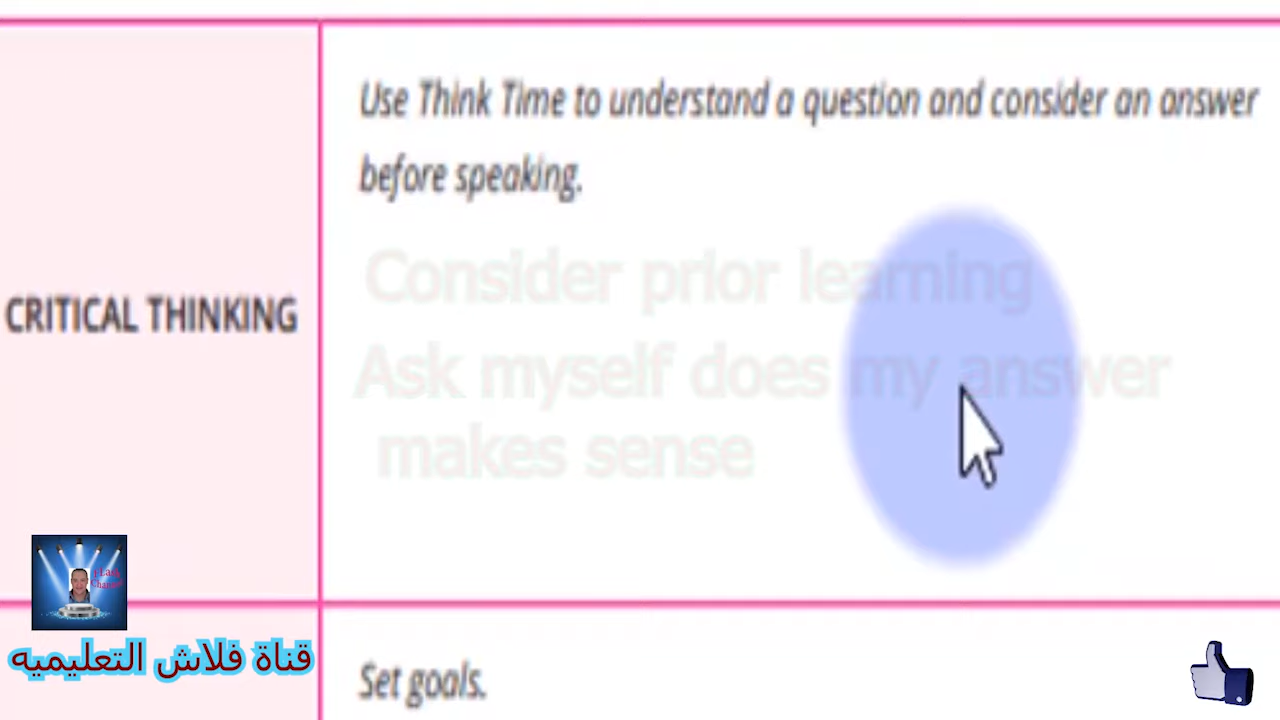 Use Think Time to understand a question and consider an answer
before speaking.
Consider prior learning
Ask myself does my answer
makes sense
CRITICAL THINKING
قناة فلاش التعليميه
Set goals.